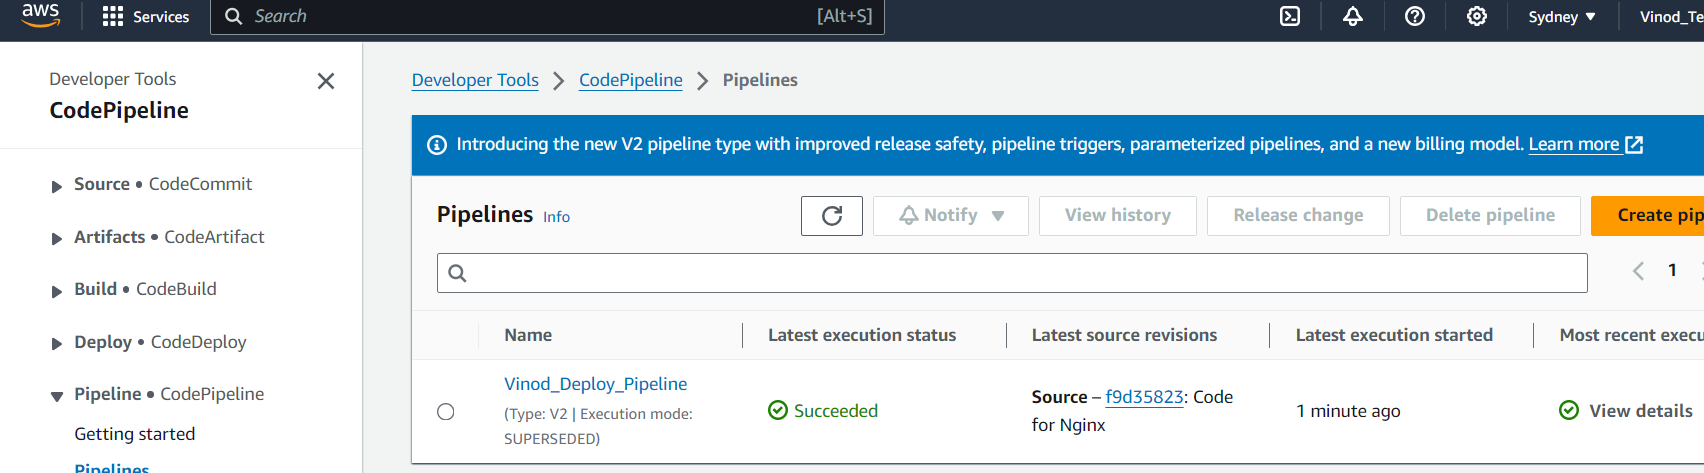 aws
Services
Search
[Alt+S]
Sydney
Vinod_Te
Developer Tools
CodePipeline
Source • CodeCommit
Artifacts • CodeArtifact
Build • CodeBuild
Deploy • CodeDeploy
Pipeline • CodePipeline
Getting started
Pipelines
Developer Tools
CodePipeline
Pipelines
Introducing the new V2 pipeline type with improved release safety, pipeline triggers, parameterized pipelines, and a new billing model. Learn more
Pipelines Info
Notify
View history
Release change
Delete pipeline
Create pip
1
Name
Latest execution status
Latest source revisions
Latest execution started
Most recent execu
Vinod_Deploy_Pipeline
(Type: V2 | Execution mode:
SUPERSEDED)
Succeeded
Source – f9d35823: Code
for Nginx
1 minute ago
View details